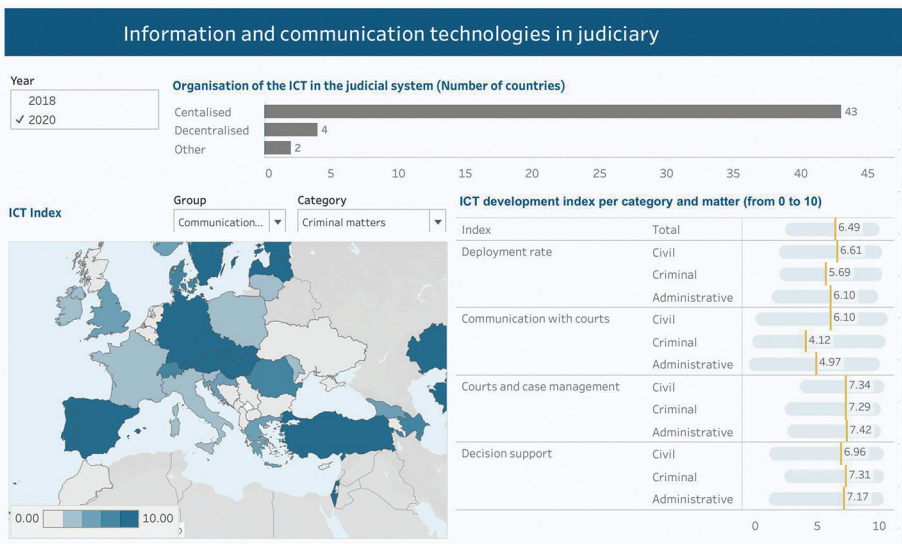 Information and communication technologies in judiciary
Year
2018
✓ 2020
Organisation of the ICT in the judicial system (Number of countries)
Centalised 43
Decentralised 4
Other 2
0 5 10 15 20 25 30 35 40 45
ICT Index
Group
Communication...
Category
Criminal matters
0.00 10.00
ICT development index per category and matter (from 0 to 10)
Index Total 6.49
Deployment rate Civil 6.61
Criminal 5.69
Administrative 6.10
Communication with courts Civil 6.10
Criminal 4.12
Administrative 4.97
Courts and case management Civil 7.34
Criminal 7.29
Administrative 7.42
Decision support Civil 6.96
Criminal 7.31
Administrative 7.17
0 5 10